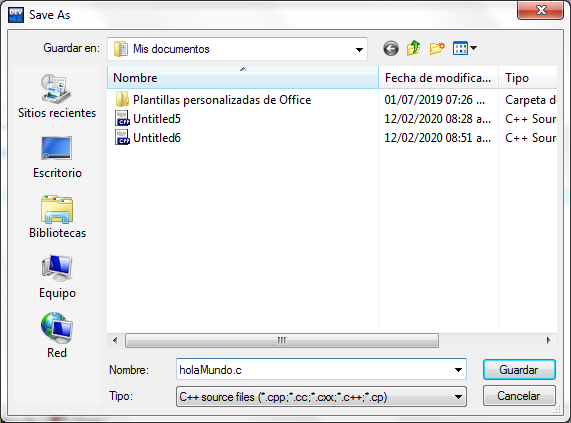 Save As
Guardar en: Mis documentos
Nombre Fecha de modifica... Tipo
Plantillas personalizadas de Office 01/07/2019 07:26 ... Carpeta d
Untitled5 12/02/2020 08:28 a... C++ Sour
Untitled6 12/02/2020 08:51 a... C++ Sour
Sitios recientes
Escritorio
Bibliotecas
Equipo
Red
Nombre: holaMundo.c Guardar
Tipo: C++ source files (*.cpp;*.cc;*.cxx;*.c++;*.cp) Cancelar